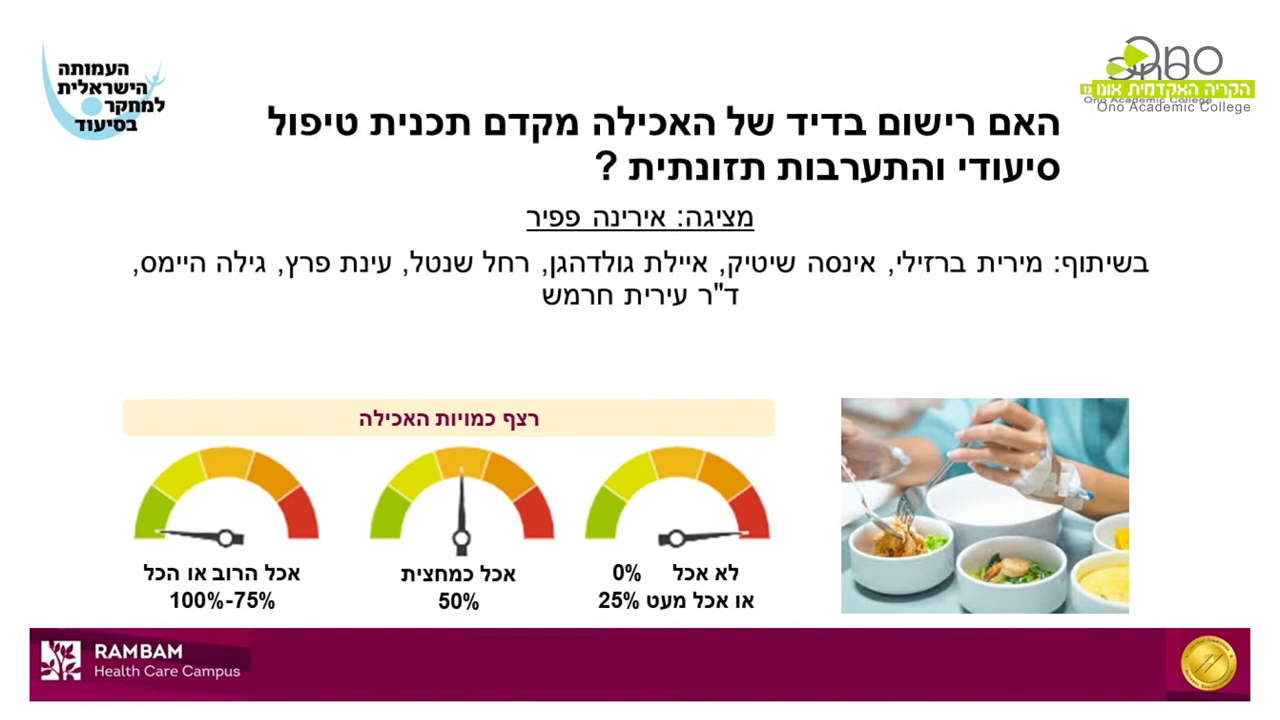 העמותה
הישראלית
למחקר
בסיעוד
Ono
הקריה האקדמית אונו
Ono Academic College
האם רישום בדיד של האכילה מקדם תכנית טיפול
סיעודי והתערבות תזונתית ?
מציגה: אירינה פפיר
בשיתוף: מירית ברזילי, אינסה שיטיק, איילת גולדהגן, רחל שנטל, עינת פרץ, גילה היימס,
ד"ר עירית חרמש
רצף כמויות האכילה
לא אכל 0%
או אכל מעט 25%
אכל כמחצית
50%
אכל הרוב או הכל
100%-75%
RAMBAM
Health Care Campus